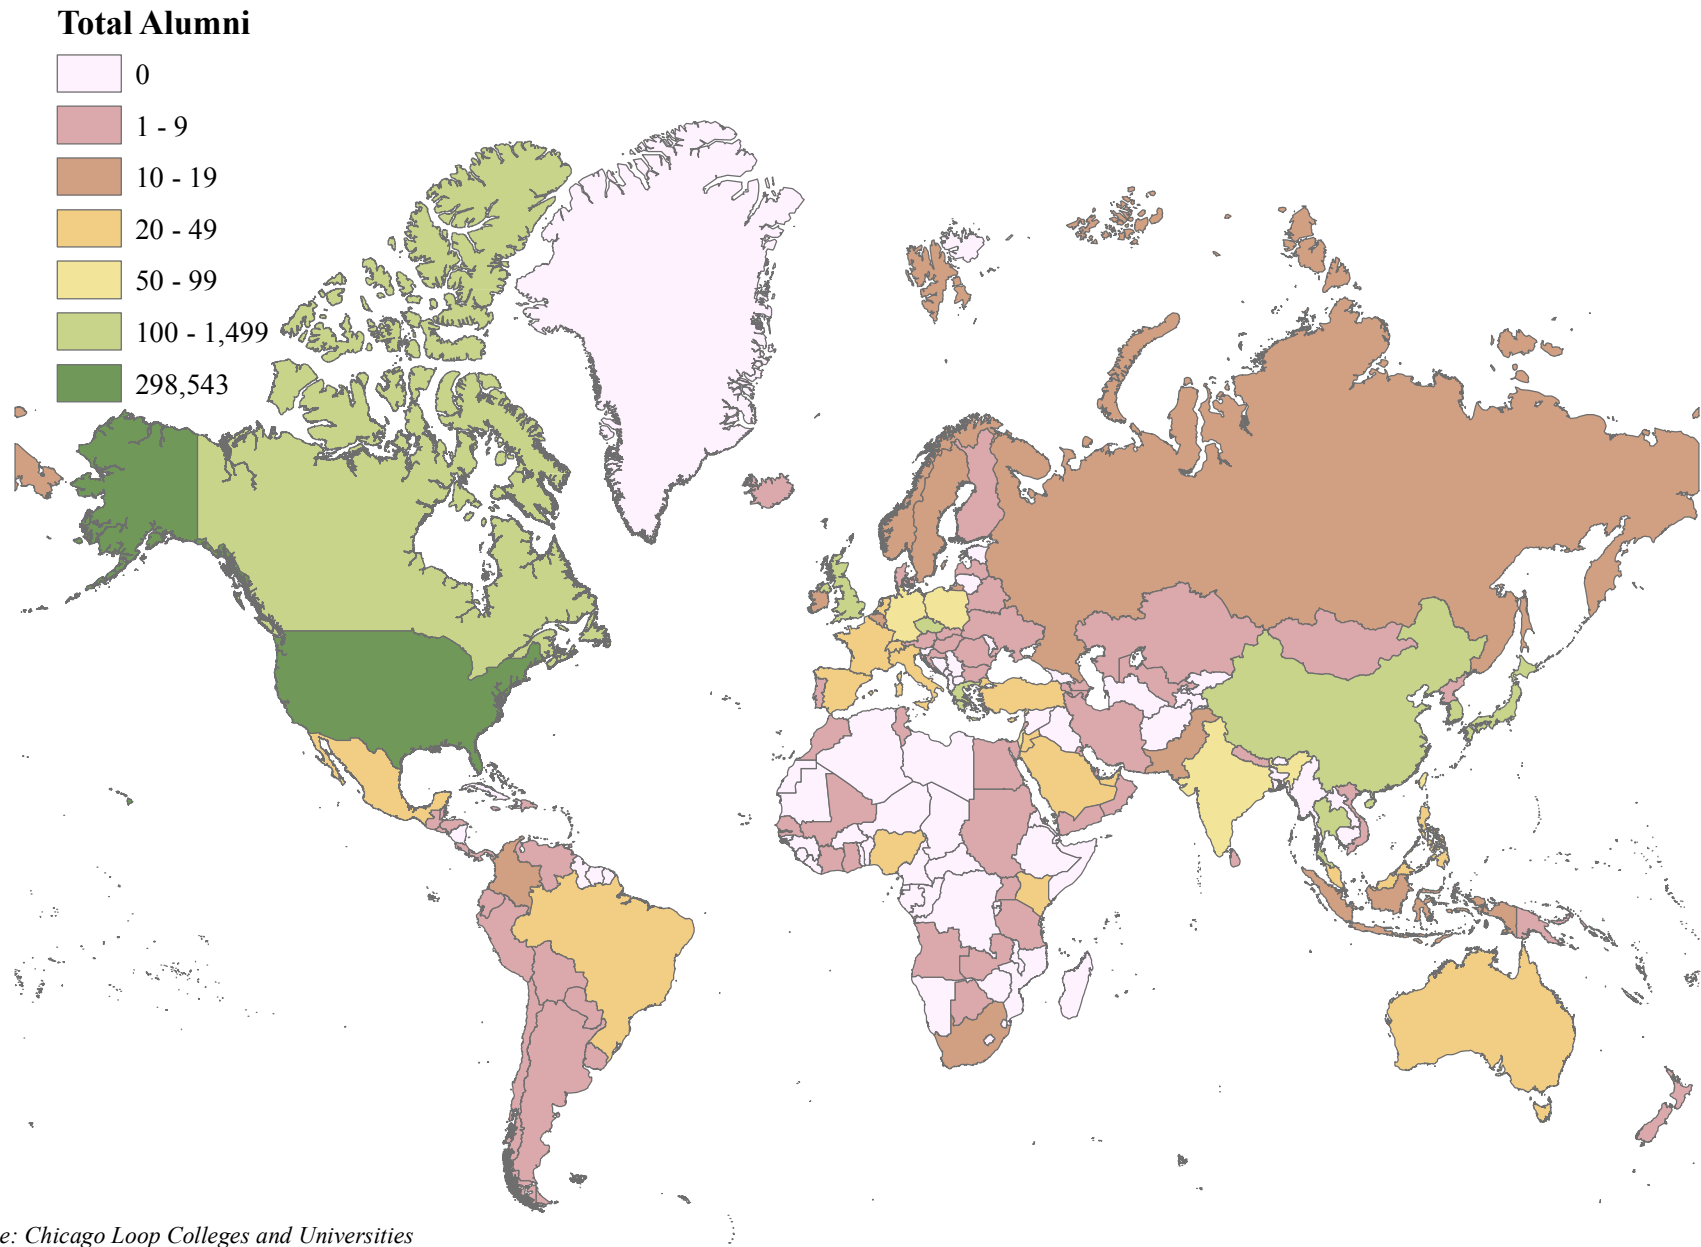 Total Alumni
0
1 - 9
10 - 19
20 - 49
50 - 99
100 - 1,499
298,543
e: Chicago Loop Colleges and Universities